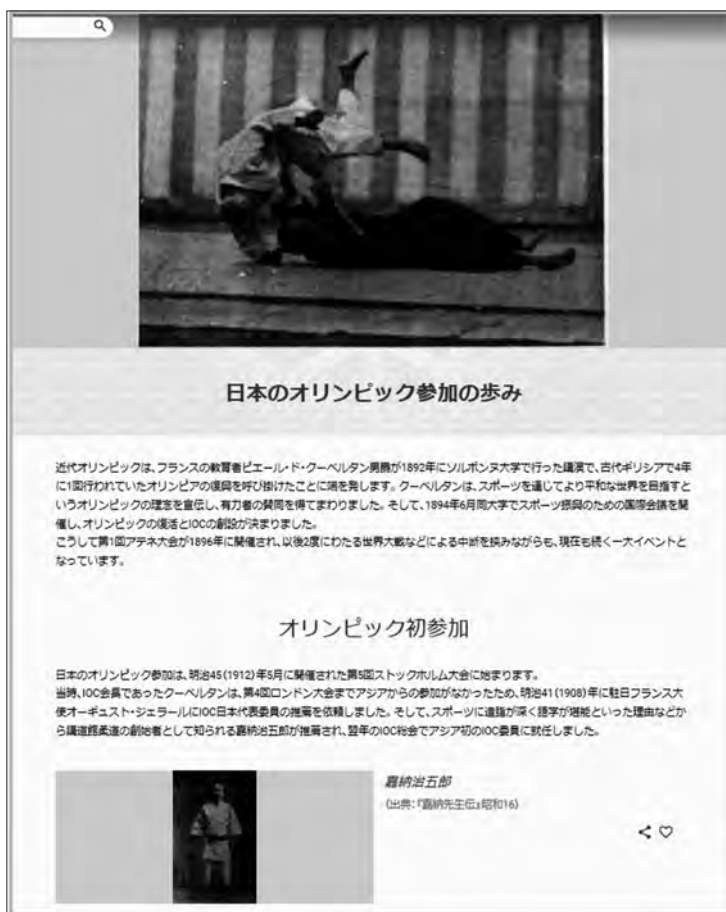 日本のオリンピック参加の歩み
近代オリンピックは、フランスの教育者ピエール・ド・クーベルタン男爵が1892年にソルボンヌ大学で行った講演で、古代ギリシアで4年
に1回行われていたオリンピアの復興を呼び掛けたことに端を発します。クーベルタンは、スポーツを通じてより平和な世界を目指すと
いうオリンピックの理念を宣伝し、有力者の賛同を得てまわりました。そして、1894年6月同大学でスポーツ振興のための国際会議を開
催し、オリンピックの復活とIOCの創設が決まりました。
こうして第1回アテネ大会が1896年に開催され、以後2度にわたる世界大戦などによる中断を挟みながらも、現在も続く一大イベントと
なっています。
オリンピック初参加
日本のオリンピック参加は、明治45(1912)年5月に開催された第5回ストックホルム大会に始まります。
当時、IOC会長であったクーベルタンは、第4回ロンドン大会までアジアからの参加がなかったため、明治41(1908)年に駐日フランス大
使オーギュスト・ジェラールにIOC日本代表委員の推薦を依頼しました。そして、スポーツに造詣が深く語学が堪能といった理由などか
ら講道館柔道の創始者として知られる嘉納治五郎が推薦され、翌年のIOC総会でアジア初のIOC委員に就任しました。
嘉納治五郎
(出典:『嘉納先生伝』昭和16)